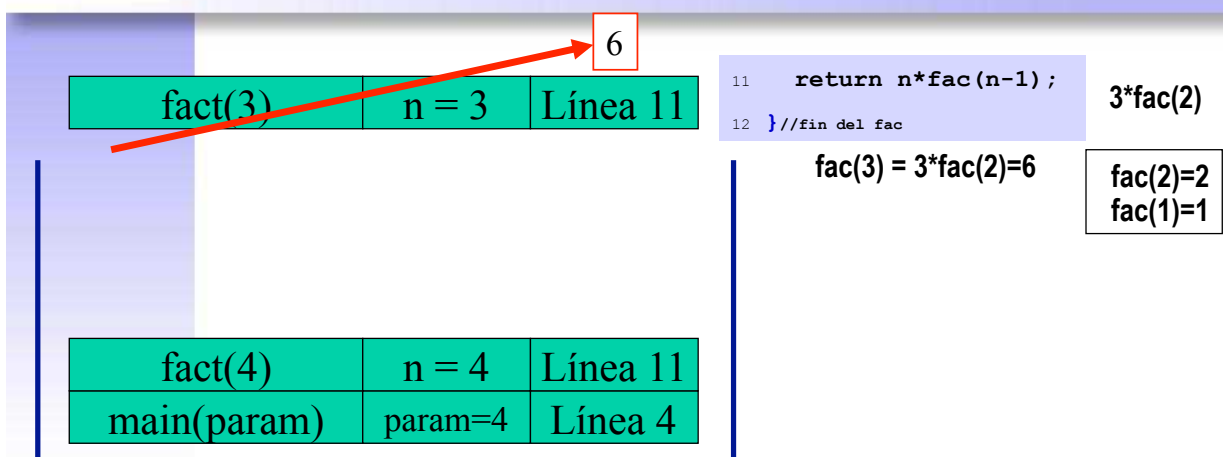 6
fact(3) n = 3 Línea 11
11 return n*fac(n-1);
12 }//fin del fac
3*fac(2)
fac(3) = 3*fac(2)=6
fac(2)=2
fac(1)=1
fact(4) n = 4 Línea 11
main(param) param=4 Línea 4